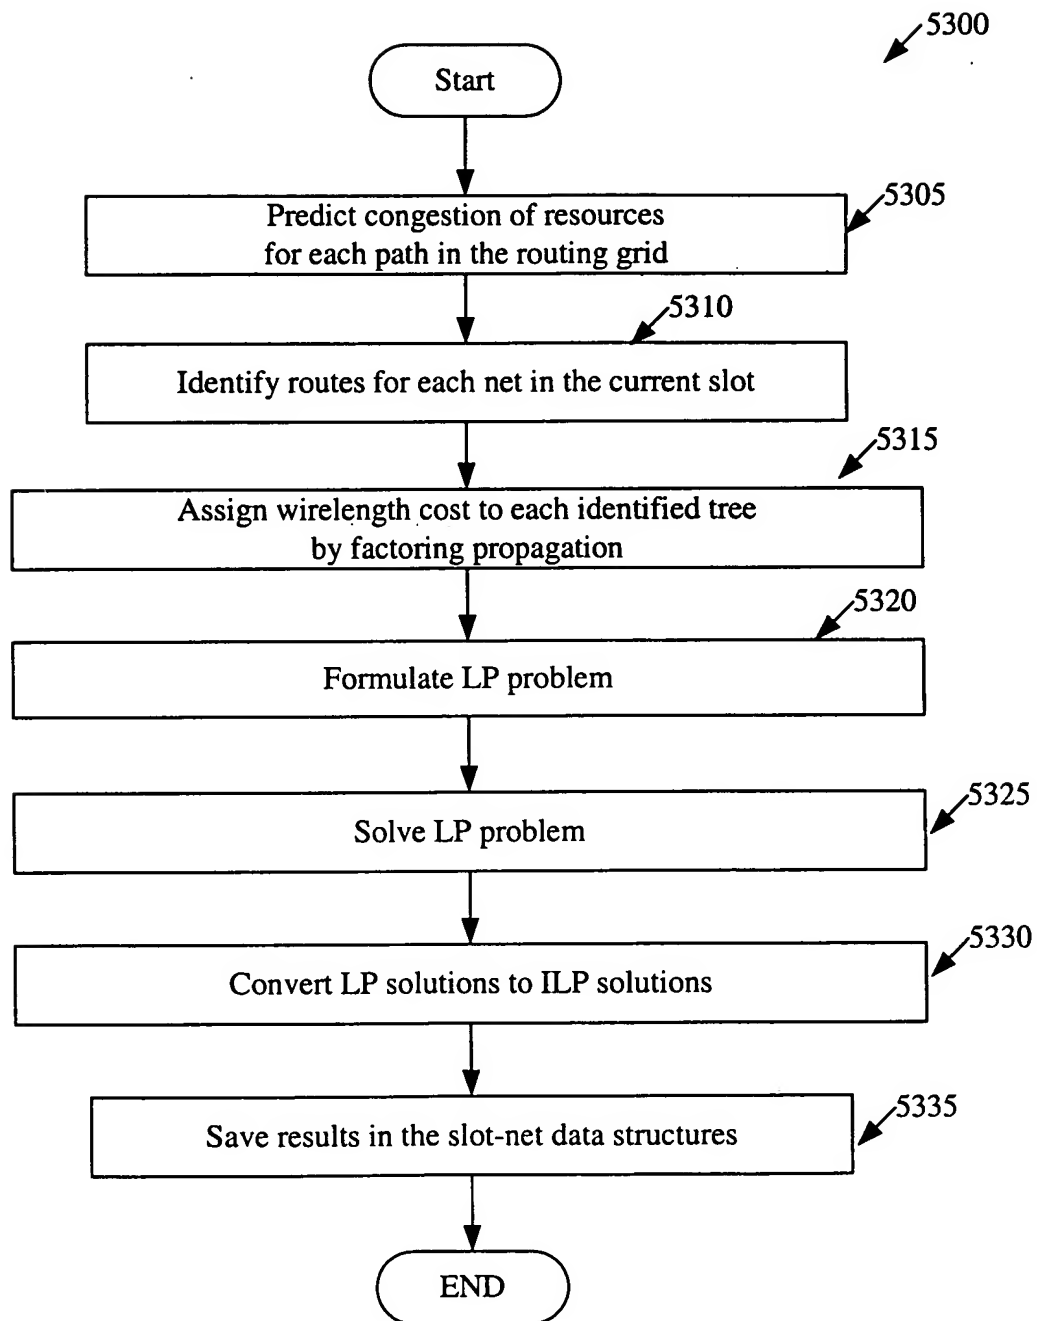 5300
Start
5305
Predict congestion of resources
for each path in the routing grid
5310
Identify routes for each net in the current slot
5315
Assign wirelength cost to each identified tree
by factoring propagation
5320
Formulate LP problem
5325
Solve LP problem
5330
Convert LP solutions to ILP solutions
5335
Save results in the slot-net data structures
END